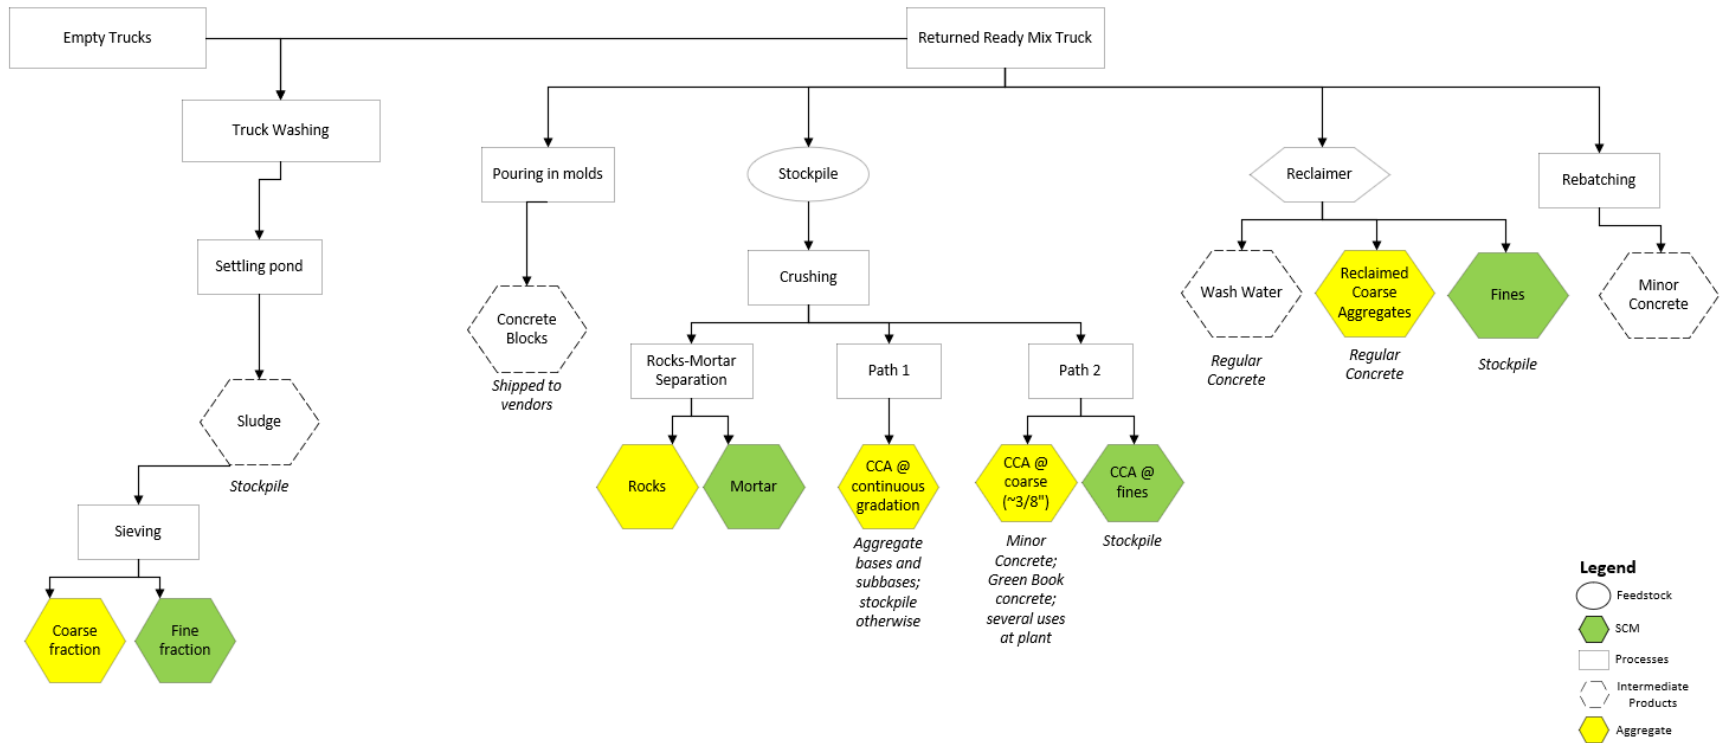 Empty Trucks
Returned Ready Mix Truck
Truck Washing
Pouring in molds
Stockpile
Reclaimer
Rebatching
Settling pond
Crushing
Wash Water
Reclaimed
Coarse
Aggregates
Fines
Minor
Concrete
Concrete
Blocks
Shipped to
vendors
Regular
Concrete
Regular
Concrete
Stockpile
Rocks-Mortar
Separation
Path 1
Path 2
Sludge
Stockpile
Rocks
Mortar
CCA @
continuous
gradation
CCA @
coarse
(~3/8")
CCA @
fines
Aggregate
bases and
subbases;
stockpile
otherwise
Minor
Concrete;
Green Book
concrete;
several uses
at plant
Stockpile
Sieving
Coarse
fraction
Fine
fraction
Legend
Feedstock
SCM
Processes
Intermediate
Products
Aggregate